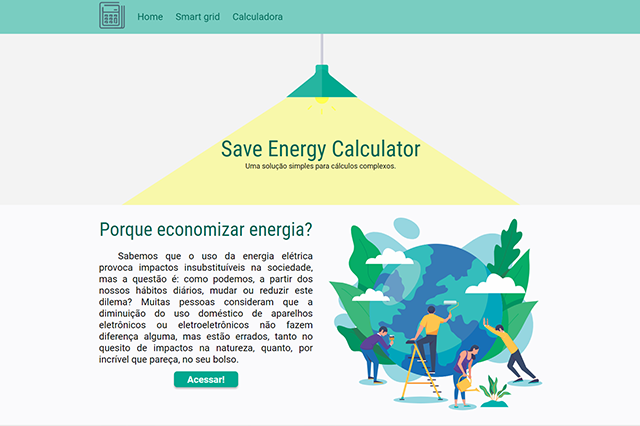 Home Smart grid Calculadora
Save Energy Calculator
Uma solução simples para cálculos complexos.
Porque economizar energia?
Sabemos que o uso da energia elétrica
provoca impactos insubstituíveis na sociedade,
mas a questão é: como podemos, a partir dos
nossos hábitos diários, mudar ou reduzir este
dilema? Muitas pessoas consideram que a
diminuição do uso doméstico de aparelhos
eletrônicos ou eletroeletrônicos não fazem
diferença alguma, mas estão errados, tanto no
quesito de impactos na natureza, quanto, por
incrível que pareça, no seu bolso.
Acessar!